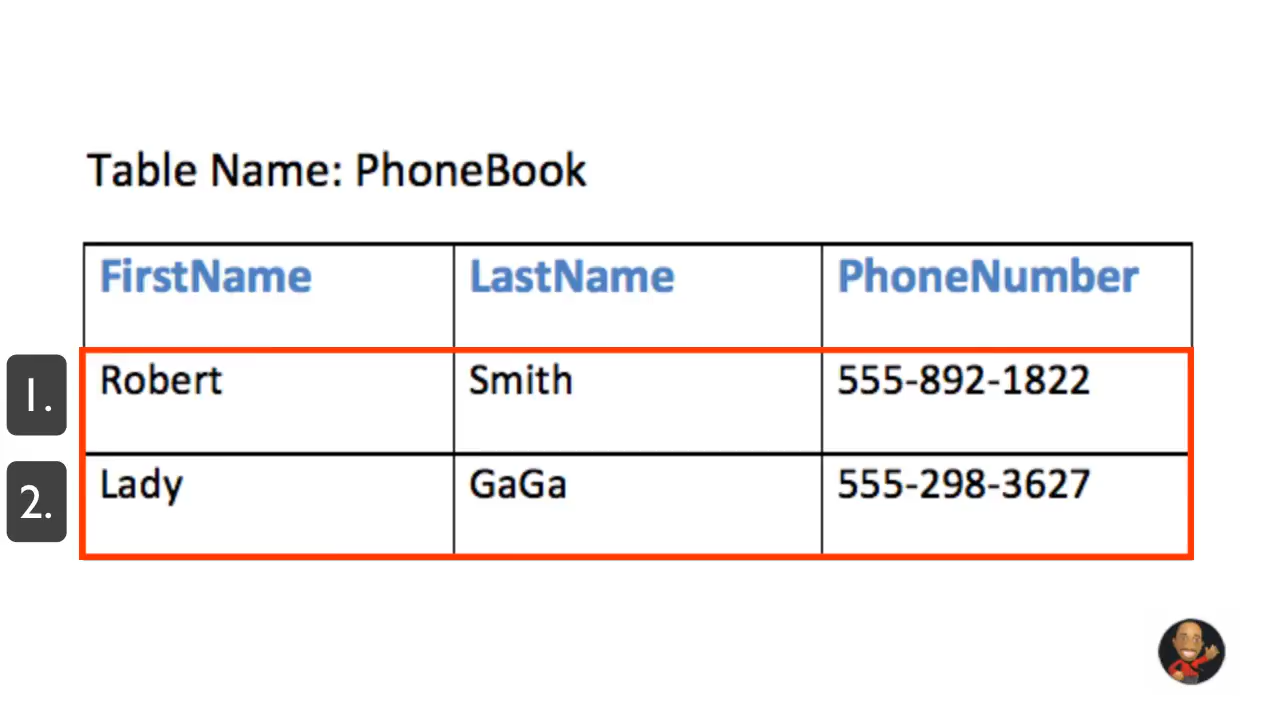 Table Name: PhoneBook
FirstName LastName PhoneNumber
1. Robert Smith 555-892-1822
2. Lady GaGa 555-298-3627